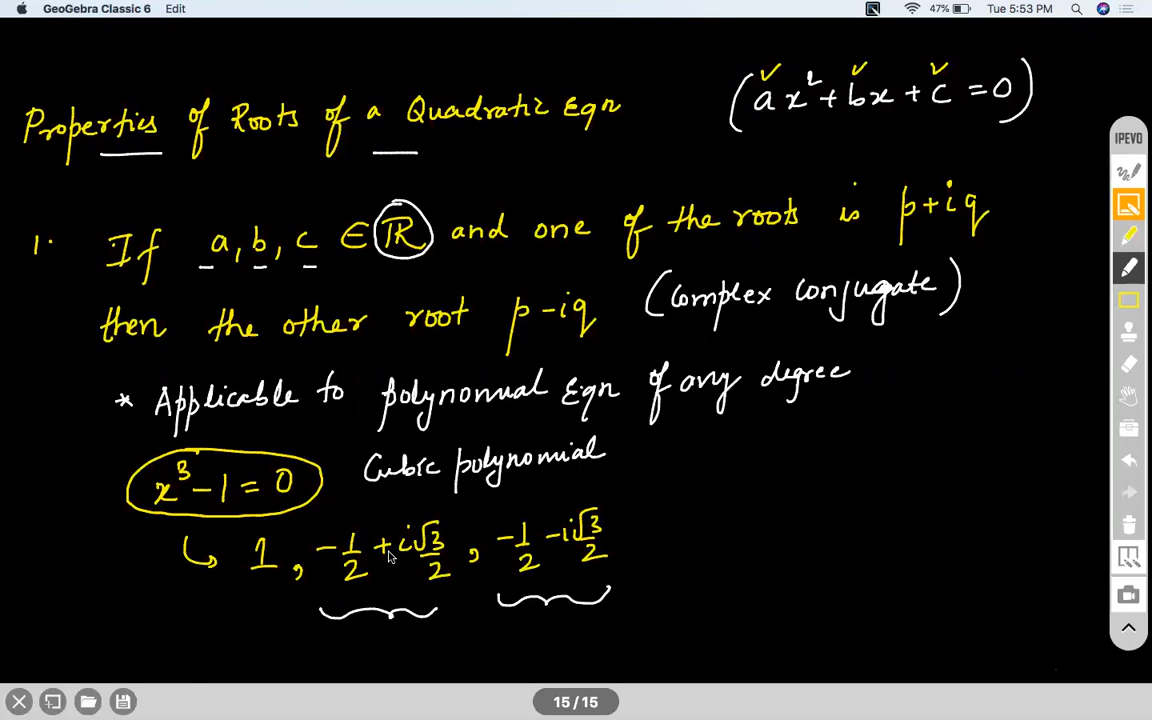 GeoGebra Classic 6 Edit 47% Tue 5:53 PM
Properties of Roots of a Quadratic Eqn (ax² + bx + c = 0)
1. If a, b, c ∈ ℝ and one of the roots is p+iq
then the other root p-iq (complex conjugate)
* Applicable to polynomial Eqn of any degree
x³-1=0 Cubic polynomial
↳ 1, -1/2 + i√3/2, -1/2 - i√3/2
IPEVO
15/15